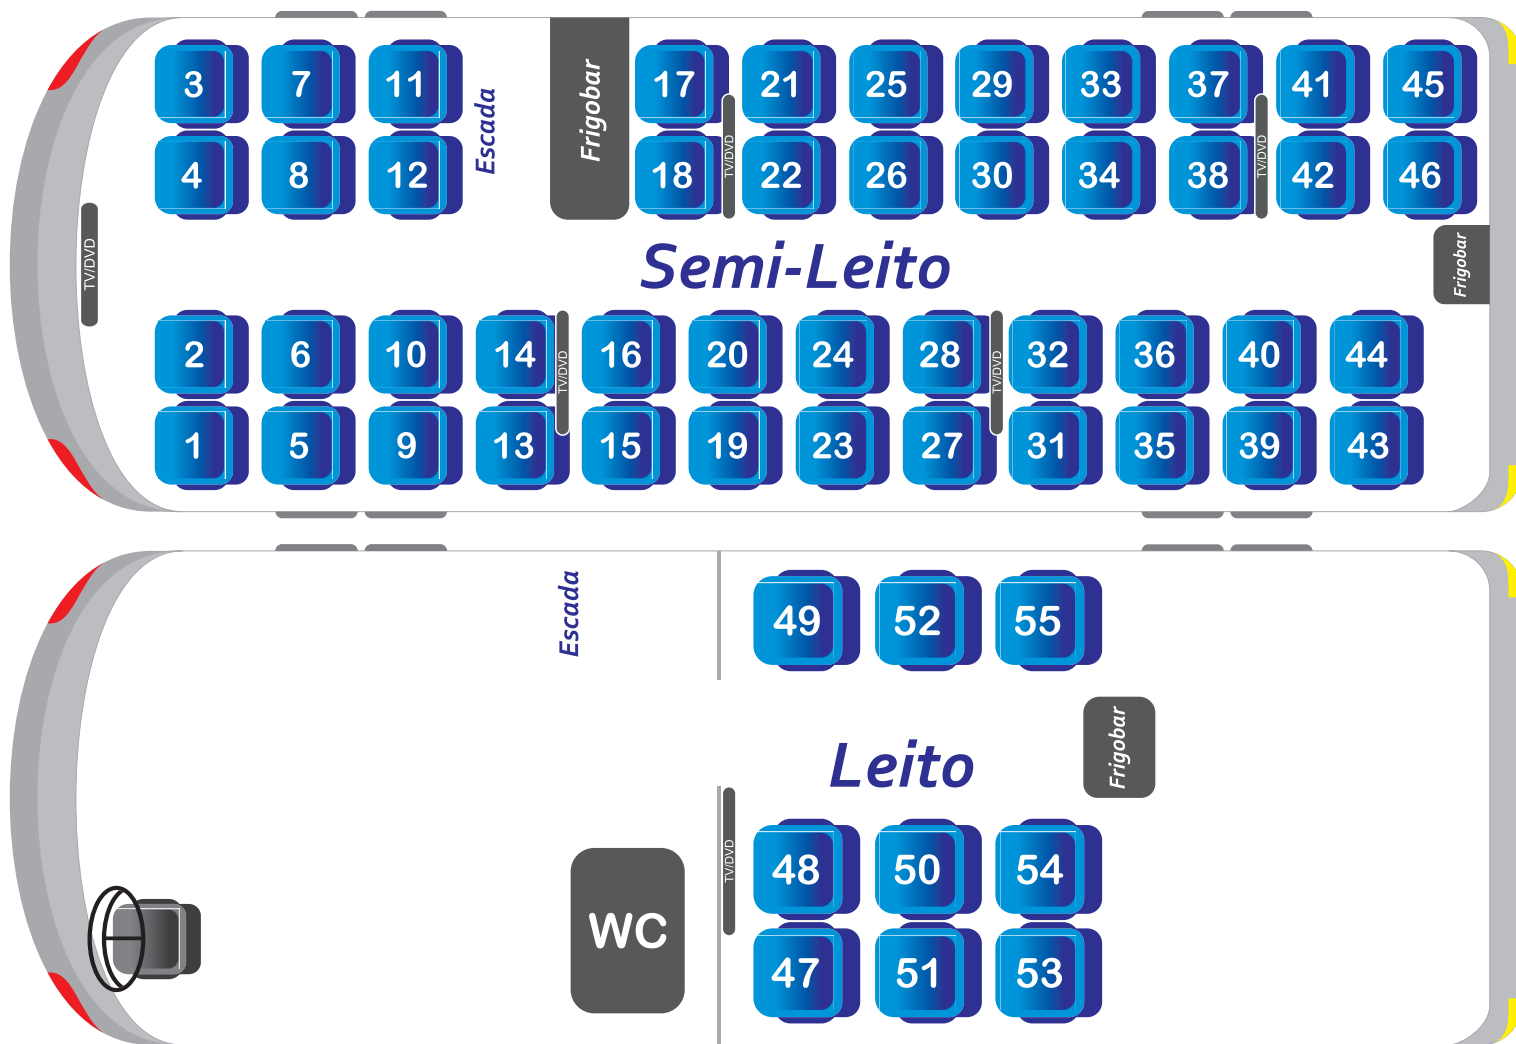 3 7 11 17 21 25 29 33 37 41 45
Escada
Frigobar
TV/DVD
TV/DVD
4 8 12 18 22 26 30 34 38 42 46
TV/DVD
Semi-Leito
Frigobar
2 6 10 14 16 20 24 28 32 36 40 44
TV/DVD
TV/DVD
1 5 9 13 15 19 23 27 31 35 39 43
Escada
49 52 55
Frigobar
Leito
TV/DVD
48 50 54
WC
47 51 53